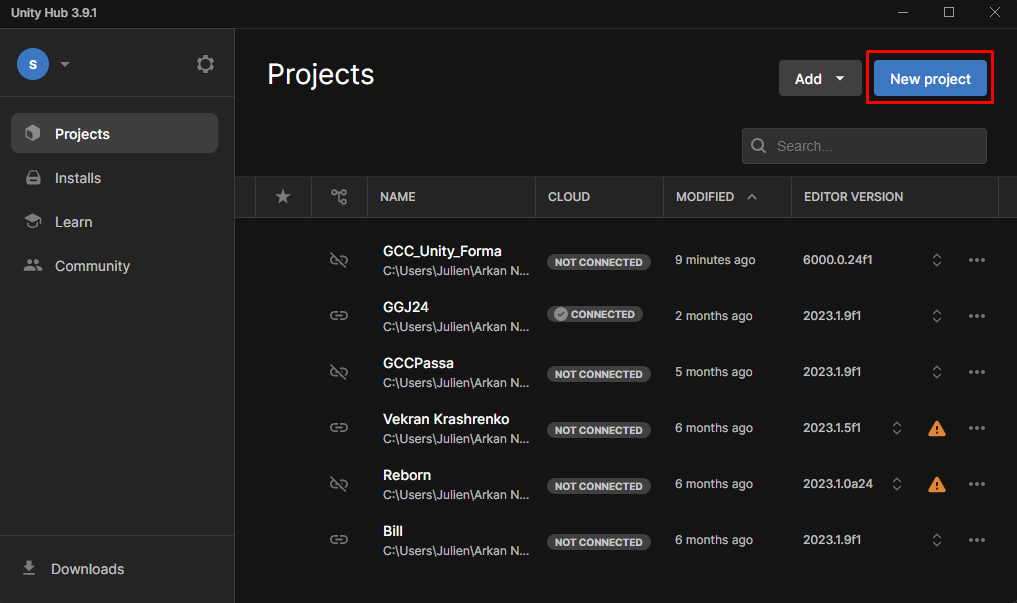 Unity Hub 3.9.1
S
Projects
Installs
Learn
Community
Downloads
Projects
Add
New project
Search...
NAME CLOUD MODIFIED EDITOR VERSION
GCC_Unity_Forma
C:\Users\Julien\Arkan N...
NOT CONNECTED
9 minutes ago
6000.0.24f1
GGJ24
C:\Users\Julien\Arkan N...
CONNECTED
2 months ago
2023.1.9f1
GCCPassa
C:\Users\Julien\Arkan N...
NOT CONNECTED
5 months ago
2023.1.9f1
Vekran Krashrenko
C:\Users\Julien\Arkan N...
NOT CONNECTED
6 months ago
2023.1.5f1
Reborn
C:\Users\Julien\Arkan N...
NOT CONNECTED
6 months ago
2023.1.0a24
Bill
C:\Users\Julien\Arkan N...
NOT CONNECTED
6 months ago
2023.1.9f1